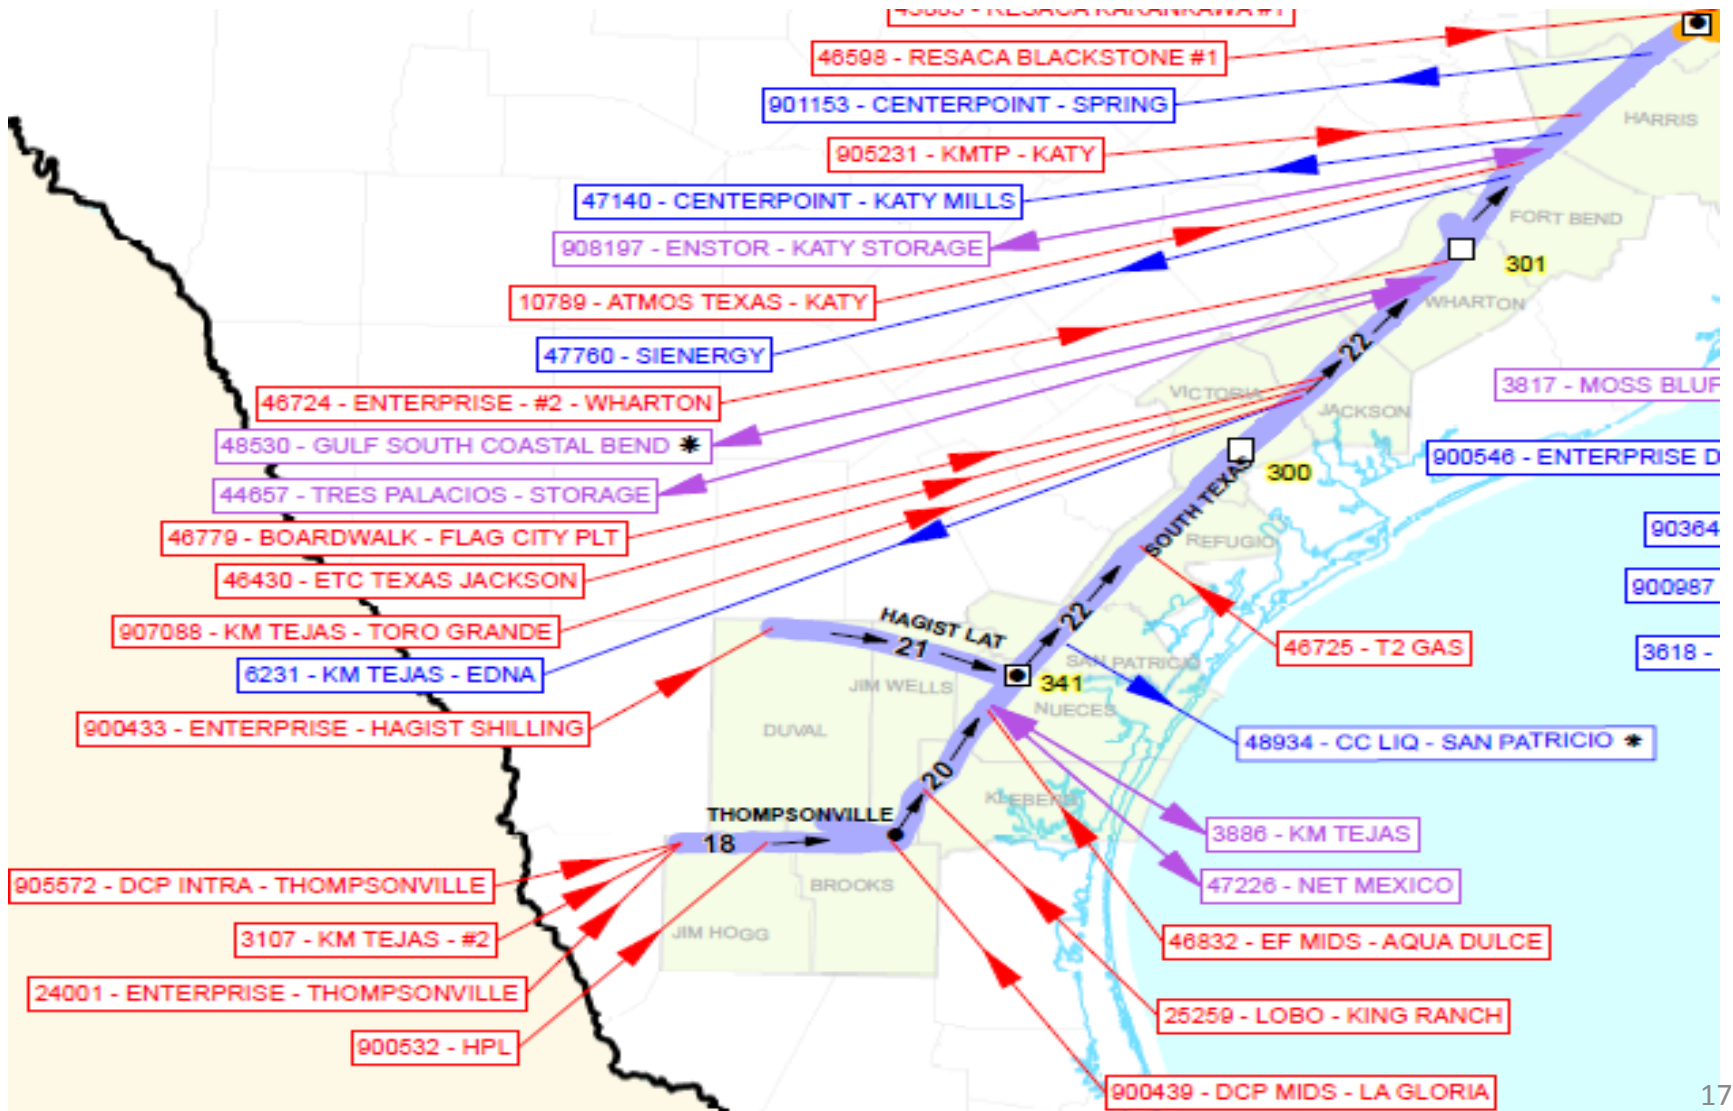 46598 - RESACA BLACKSTONE #1
901153 - CENTERPOINT - SPRING
HARRIS
905231 - KMTP - KATY
47140 - CENTERPOINT - KATY MILLS
FORT BEND
908197 - ENSTOR - KATY STORAGE
301
10789 - ATMOS TEXAS - KATY
WHARTON
47760 - SIENERGY
22
3817 - MOSS BLUF
VICTORIA
46724 - ENTERPRISE - #2 - WHARTON
JACKSON
48530 - GULF SOUTH COASTAL BEND *
900546 - ENTERPRISE D
300
44657 - TRES PALACIOS - STORAGE
SOUTH TEXAS
90364
46779 - BOARDWALK - FLAG CITY PLT
REFUGIO
46430 - ETC TEXAS JACKSON
900987
22
907088 - KM TEJAS - TORO GRANDE
HAGIST LAT
21
46725 - T2 GAS
3618 -
SAN PATRICIO
6231 - KM TEJAS - EDNA
341
JIM WELLS
NUECES
900433 - ENTERPRISE - HAGIST SHILLING
DUVAL
48934 - CC LIQ - SAN PATRICIO *
20
KLEBERG
THOMPSONVILLE
3886 - KM TEJAS
18
905572 - DCP INTRA - THOMPSONVILLE
BROOKS
47226 - NET MEXICO
3107 - KM TEJAS - #2
JIM HOGG
46832 - EF MIDS - AQUA DULCE
24001 - ENTERPRISE - THOMPSONVILLE
25259 - LOBO - KING RANCH
900532 - HPL
900439 - DCP MIDS - LA GLORIA
17